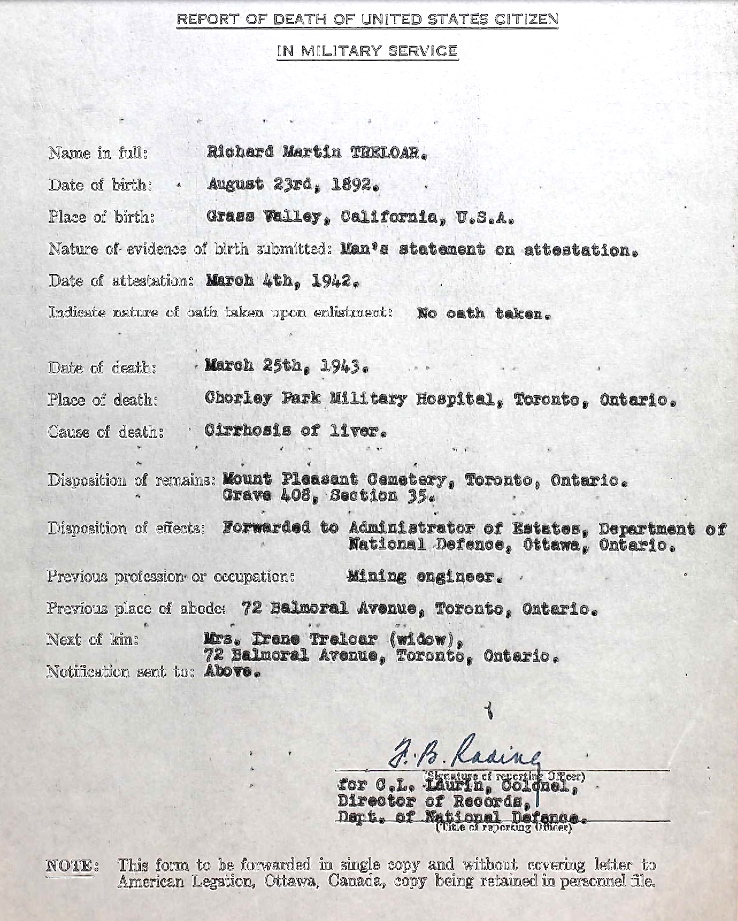 REPORT OF DEATH OF UNITED STATES CITIZEN
IN MILITARY SERVICE
Name in full: Richard Martin TRELOAR.
Date of birth: August 23rd, 1892.
Place of birth: Grass Valley, California, U.S.A.
Nature of evidence of birth submitted: Man's statement on attestation.
Date of attestation: March 4th, 1942.
Indicate nature of oath taken upon enlistment: No oath taken.
Date of death: March 25th, 1943.
Place of death: Chorley Park Military Hospital, Toronto, Ontario.
Cause of death: Cirrhosis of liver.
Disposition of remains: Mount Pleasant Cemetery, Toronto, Ontario.
Grave 408, Section 35.
Disposition of effects: Forwarded to Administrator of Estates, Department of
National Defence, Ottawa, Ontario.
Previous profession or occupation: Mining engineer.
Previous place of abode: 72 Balmoral Avenue, Toronto, Ontario.
Next of kin: Mrs. Irene Treloar (widow),
72 Balmoral Avenue, Toronto, Ontario.
Notification sent to: Above.
F.B.
(Signature of reporting Officer)
for C.L. Laurin, Colonel,
Director of Records,
Dept. of National Defence.
(Title of reporting Officer)
NOTE: This form to be forwarded in single copy and without covering letter to
American Legation, Ottawa, Canada, copy being retained in personnel file.